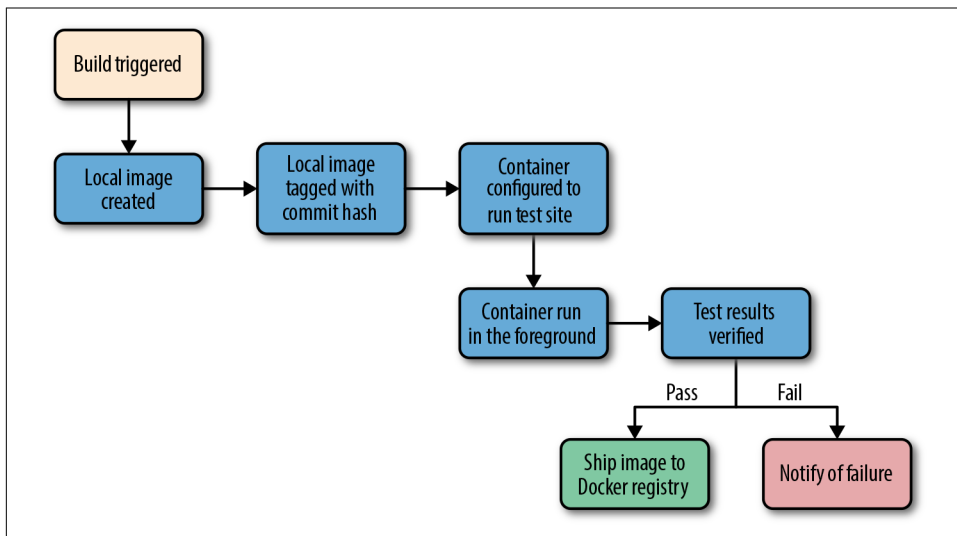 Build triggered
Local image
created
Local image
tagged with
commit hash
Container
configured to
run test site
Container run
in the foreground
Test results
verified
Pass
Fail
Ship image to
Docker registry
Notify of failure